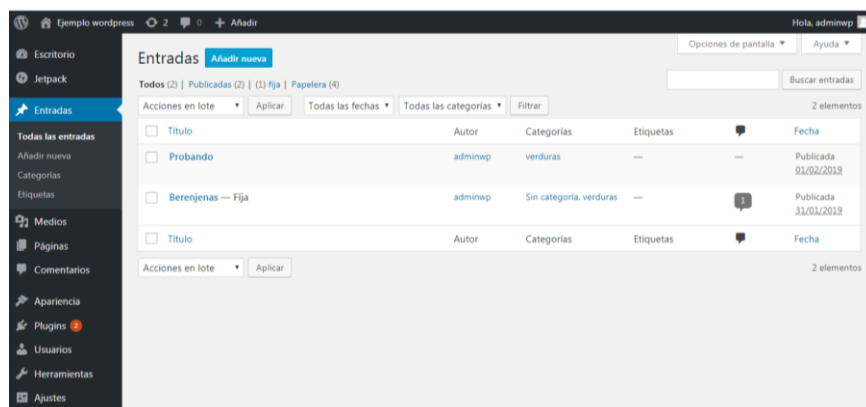 Ejemplo wordpress 2 0 + Añadir Hola, adminwp
Opciones de pantalla ▼ Ayuda ▼
Escritorio
Jetpack
Entradas
Todas las entradas
Añadir nueva
Categorías
Etiquetas
Medios
Páginas
Comentarios
Apariencia
Plugins 2
Usuarios
Herramientas
Ajustes
Entradas Añadir nueva
Todos (2) | Publicadas (2) | (1) fija | Papelera (4)
Buscar entradas
Acciones en lote ▼ Aplicar Todas las fechas ▼ Todas las categorías ▼ Filtrar 2 elementos
Título Autor Categorías Etiquetas Fecha
Probando adminwp verduras — — Publicada
01/02/2019
Berenjenas — Fija adminwp Sin categoría, verduras — 1 Publicada
31/01/2019
Título Autor Categorías Etiquetas Fecha
Acciones en lote ▼ Aplicar 2 elementos